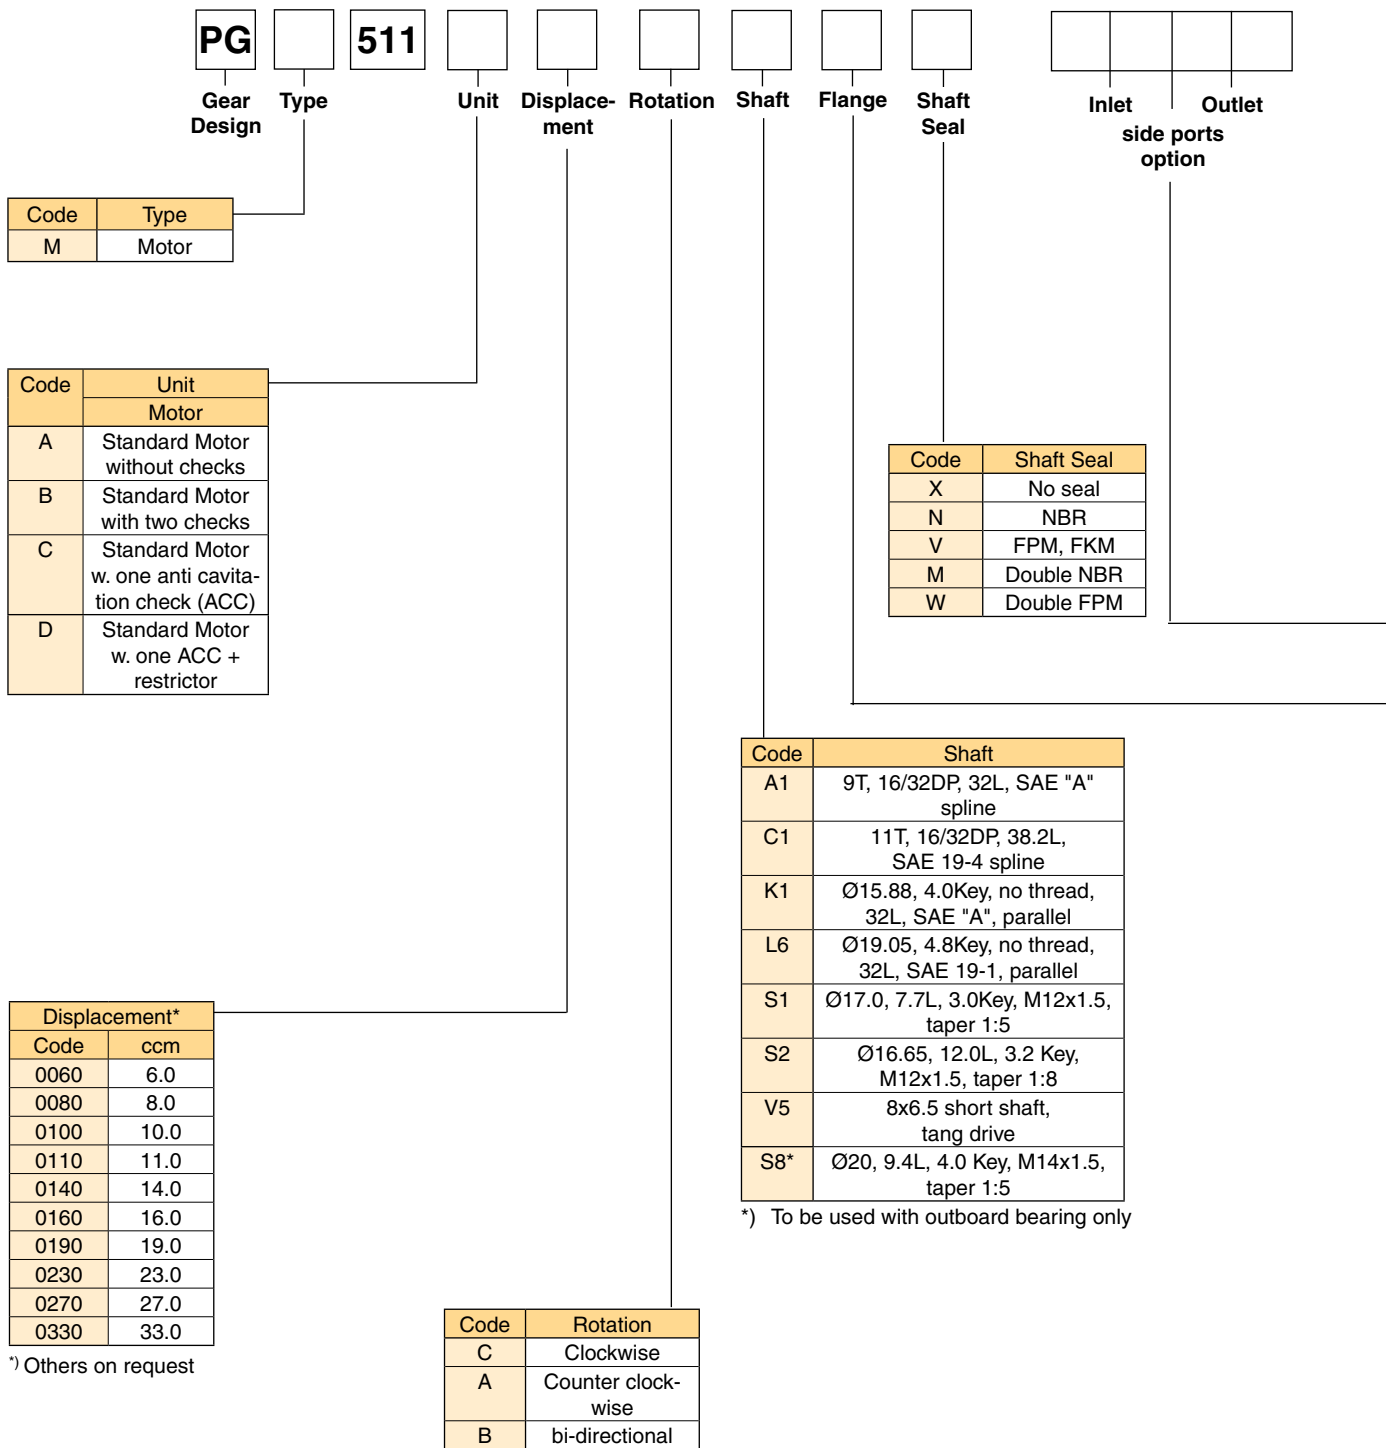 PG 511
Gear Design
Type
Unit
Displace-
ment
Rotation
Shaft
Flange
Shaft
Seal
Inlet
Outlet
side ports
option
Code Type
M Motor
Code Unit
Motor
A Standard Motor
without checks
B Standard Motor
with two checks
C Standard Motor
w. one anti cavita-
tion check (ACC)
D Standard Motor
w. one ACC +
restrictor
Code Shaft Seal
X No seal
N NBR
V FPM, FKM
M Double NBR
W Double FPM
Code Shaft
A1 9T, 16/32DP, 32L, SAE "A"
spline
C1 11T, 16/32DP, 38.2L,
SAE 19-4 spline
K1 Ø15.88, 4.0Key, no thread,
32L, SAE "A", parallel
L6 Ø19.05, 4.8Key, no thread,
32L, SAE 19-1, parallel
S1 Ø17.0, 7.7L, 3.0Key, M12x1.5,
taper 1:5
S2 Ø16.65, 12.0L, 3.2 Key,
M12x1.5, taper 1:8
V5 8x6.5 short shaft,
tang drive
S8* Ø20, 9.4L, 4.0 Key, M14x1.5,
taper 1:5
*) To be used with outboard bearing only
Displacement*
Code ccm
0060 6.0
0080 8.0
0100 10.0
0110 11.0
0140 14.0
0160 16.0
0190 19.0
0230 23.0
0270 27.0
0330 33.0
*) Others on request
Code Rotation
C Clockwise
A Counter clock-
wise
B bi-directional